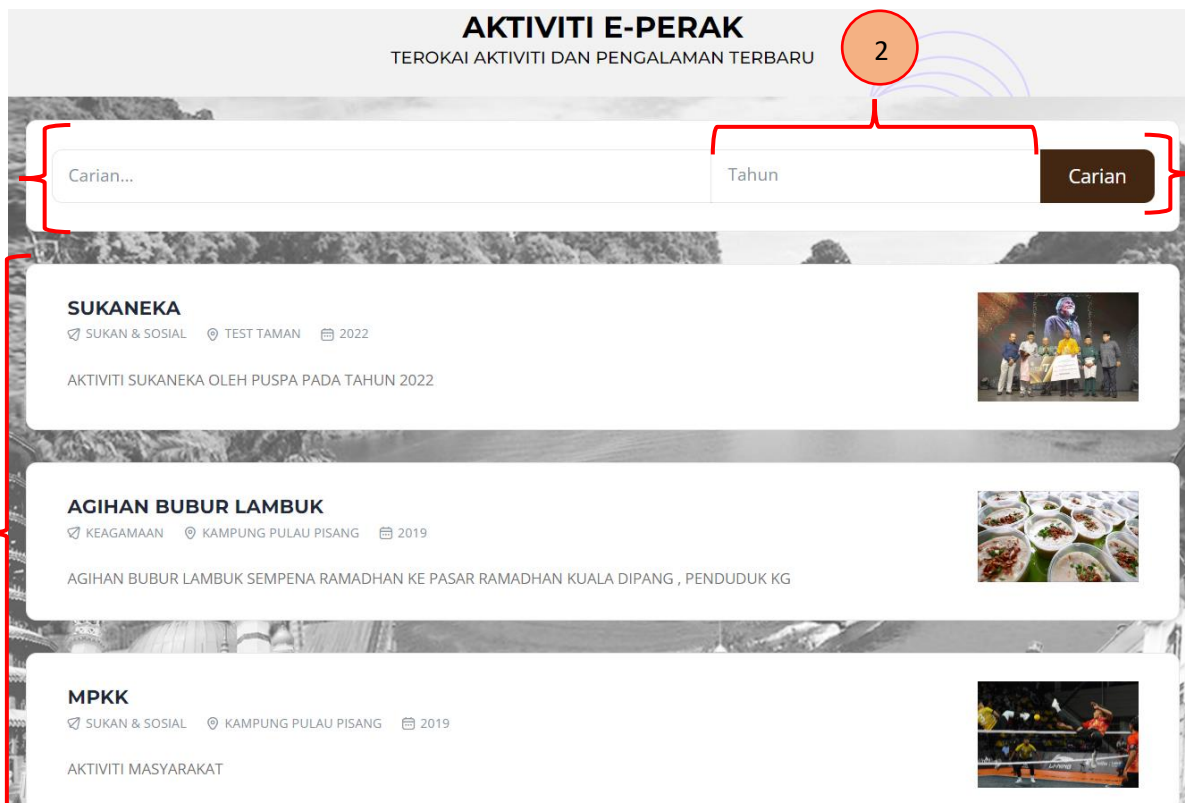 AKTIVITI E-PERAK
TEROKAI AKTIVITI DAN PENGALAMAN TERBARU
2
Carian...
Tahun
Carian
SUKANEKA
SUKAN & SOSIAL TEST TAMAN 2022
AKTIVITI SUKANEKA OLEH PUSPA PADA TAHUN 2022
AGIHAN BUBUR LAMBUK
KEAGAMAAN KAMPUNG PULAU PISANG 2019
AGIHAN BUBUR LAMBUK SEMPENA RAMADHAN KE PASAR RAMADHAN KUALA DIPANG , PENDUDUK KG
MPKK
SUKAN & SOSIAL KAMPUNG PULAU PISANG 2019
AKTIVITI MASYARAKAT